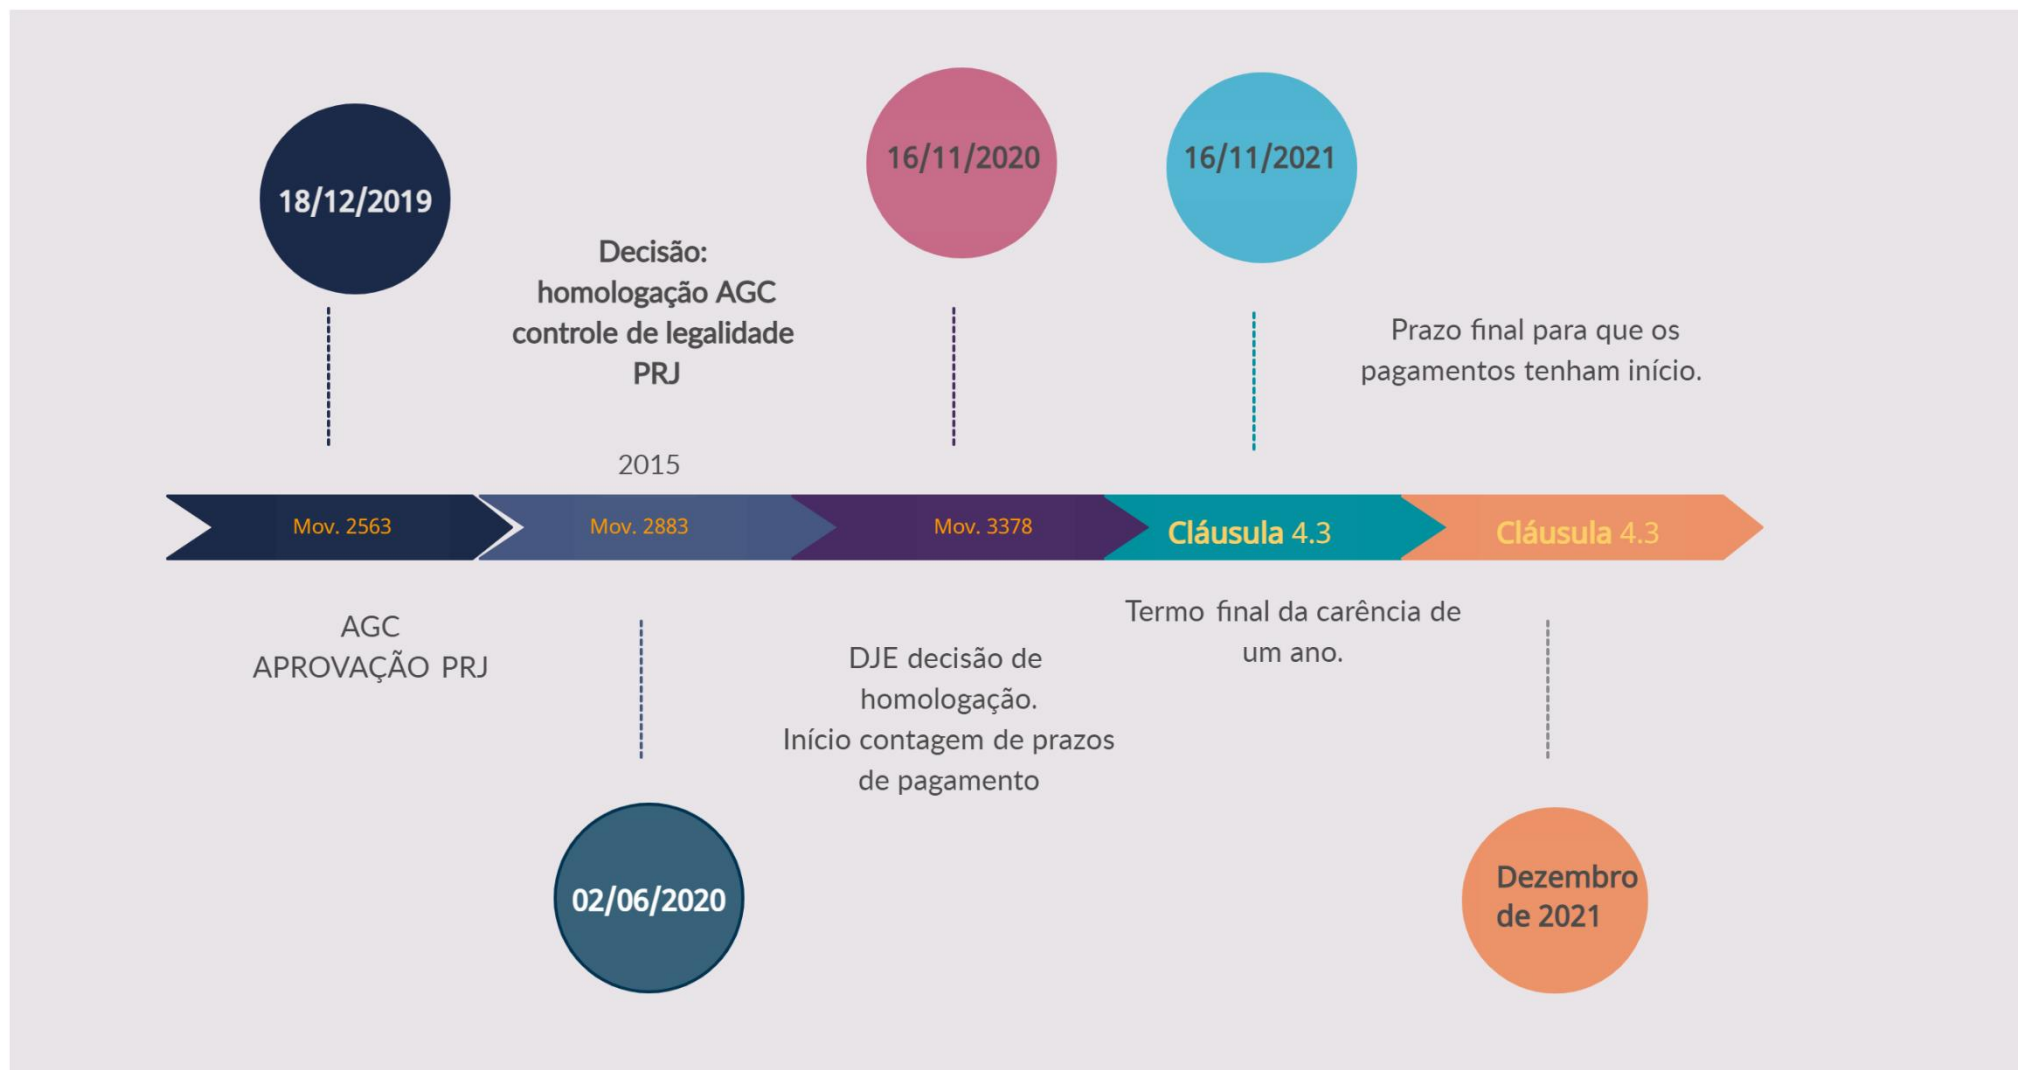 18/12/2019
Mov. 2563
AGC
APROVAÇÃO PRJ
Decisão:
homologação AGC
controle de legalidade
PRJ
2015
Mov. 2883
02/06/2020
16/11/2020
Mov. 3378
DJE decisão de
homologação.
Início contagem de prazos
de pagamento
16/11/2021
Cláusula 4.3
Termo final da carência de
um ano.
Prazo final para que os
pagamentos tenham início.
Cláusula 4.3
Dezembro
de 2021